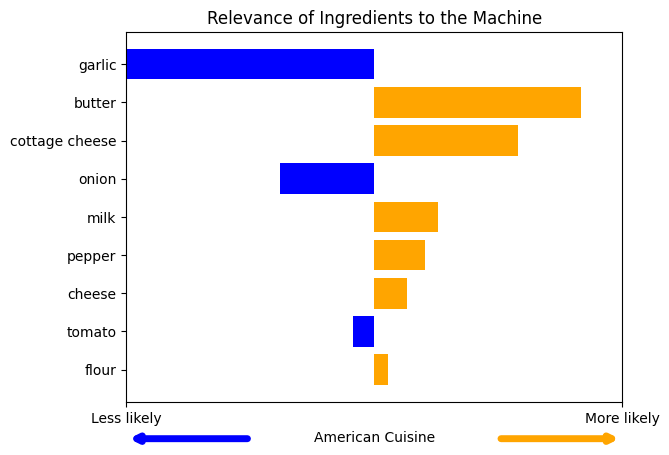 Relevance of Ingredients to the Machine
garlic
butter
cottage cheese
onion
milk
pepper
cheese
tomato
flour
Less likely
More likely
American Cuisine